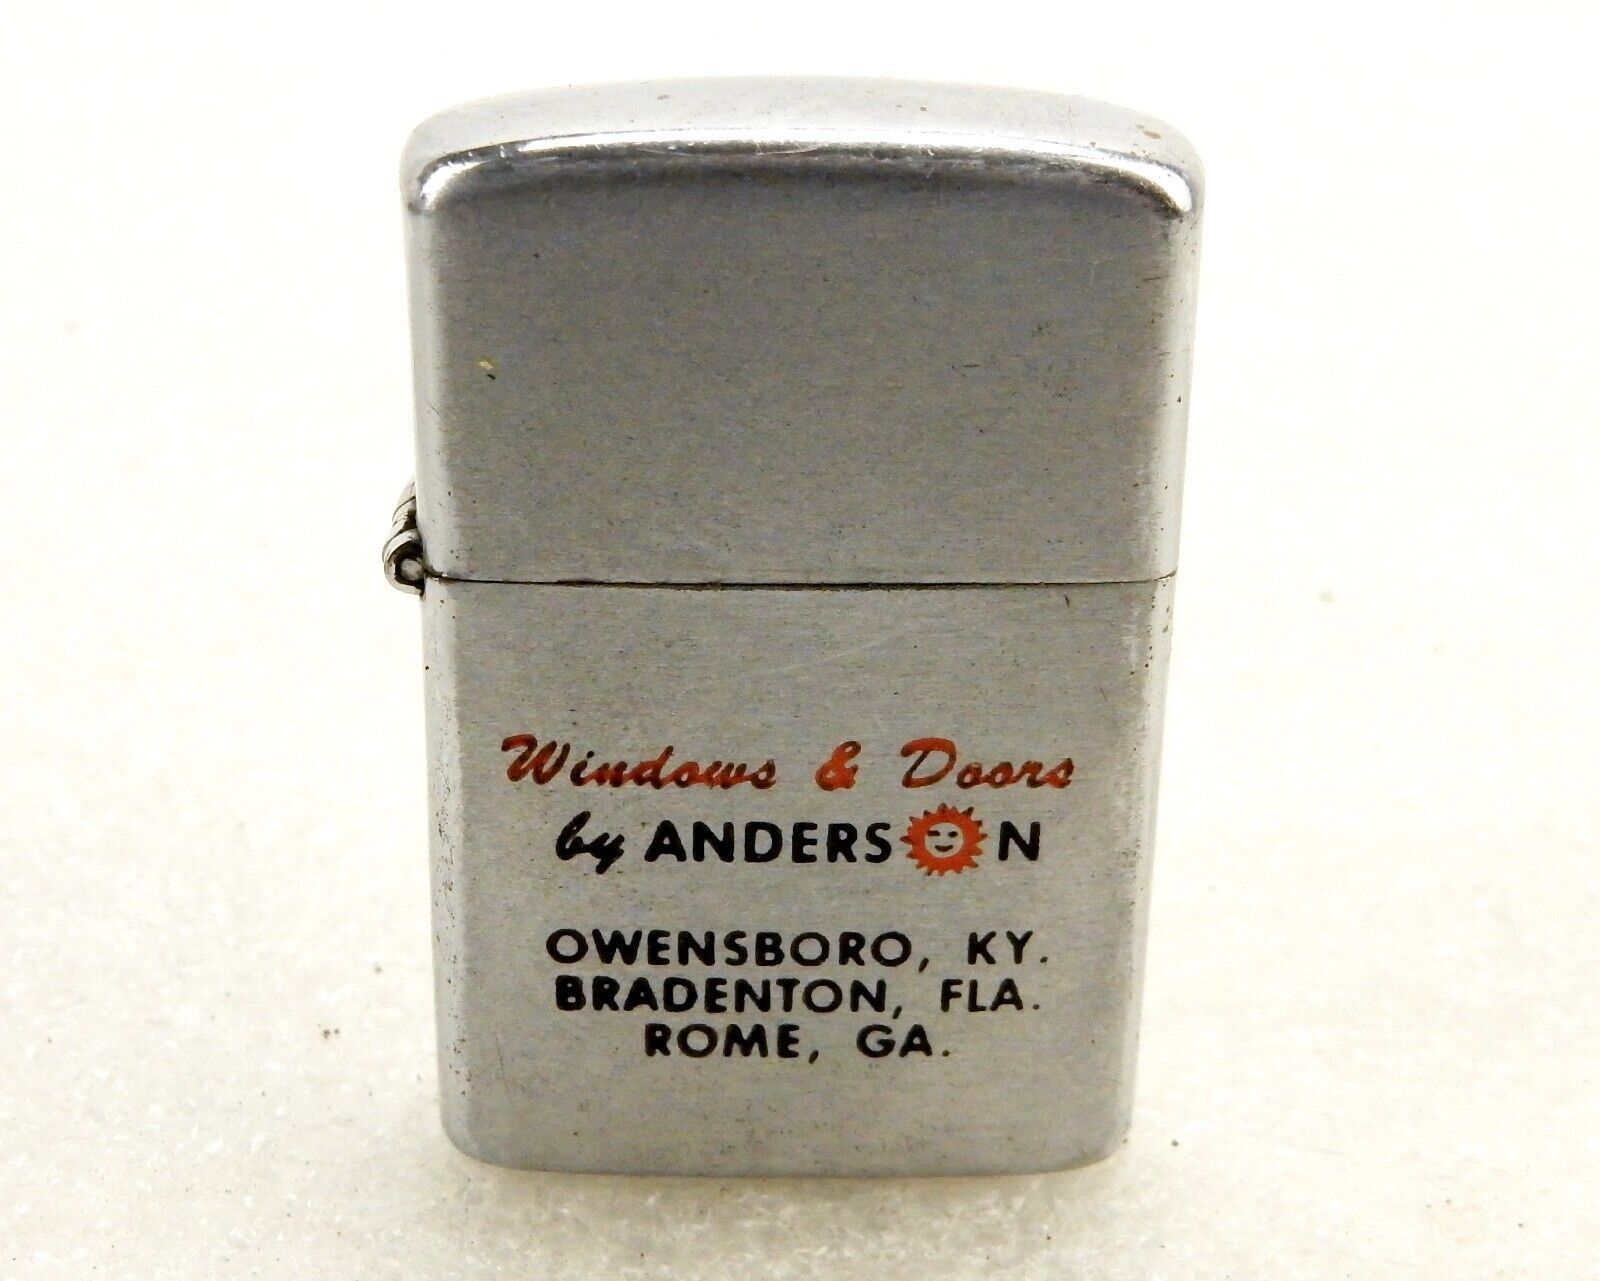 Windows & Doors
by ANDERSON
OWENSBORO, KY.
BRADENTON, FLA.
ROME, GA.